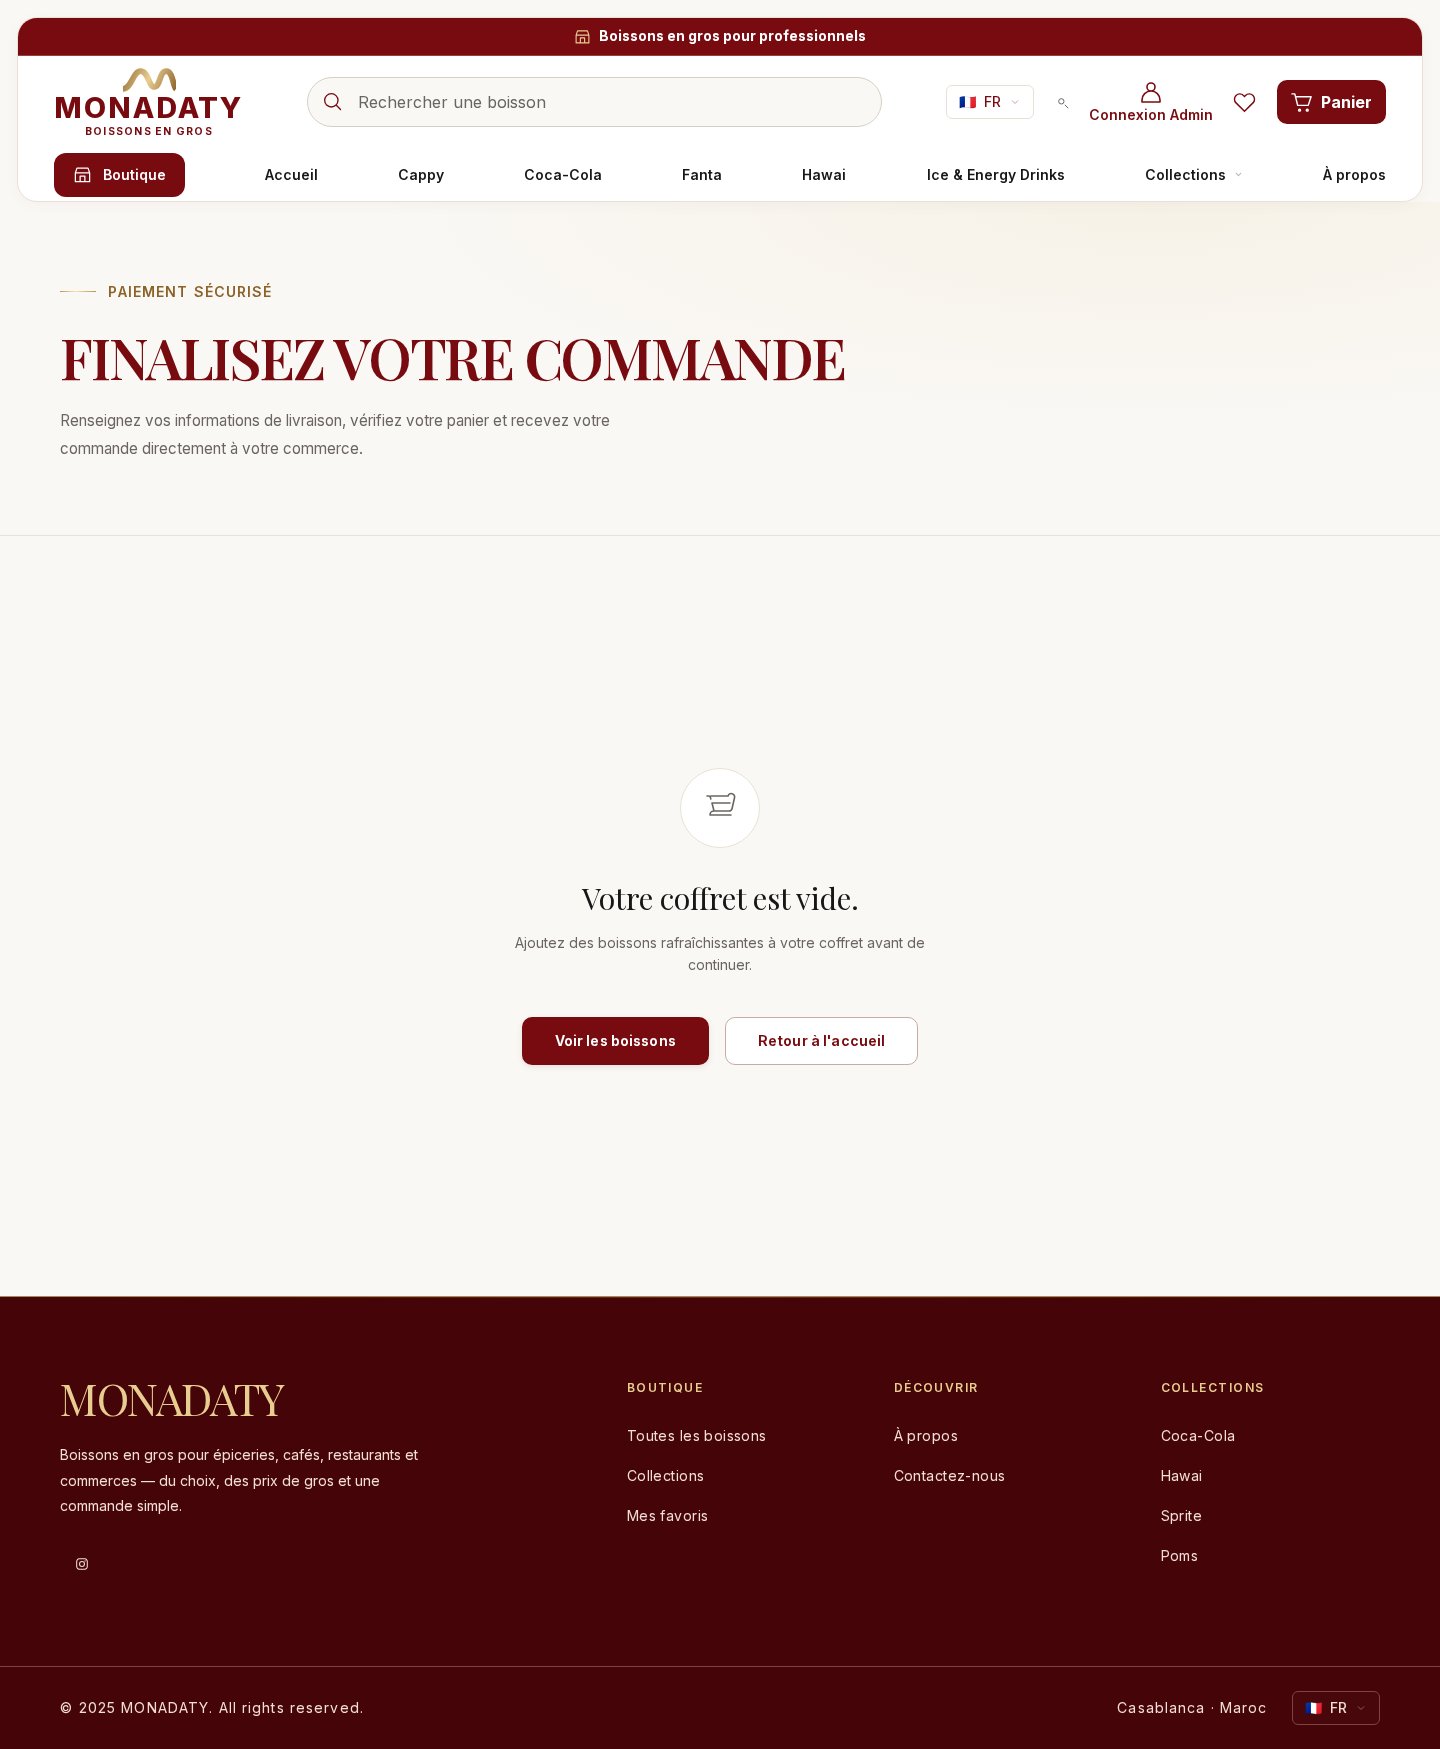 Boissons en gros pour professionnels
MONADATY
BOISSONS EN GROS
Rechercher une boisson
FR
Connexion Admin
Panier
Boutique
Accueil
Cappy
Coca-Cola
Fanta
Hawai
Ice & Energy Drinks
Collections
À propos
PAIEMENT SÉCURISÉ
FINALISEZ VOTRE COMMANDE
Renseignez vos informations de livraison, vérifiez votre panier et recevez votre
commande directement à votre commerce.
Votre coffret est vide.
Ajoutez des boissons rafraîchissantes à votre coffret avant de
continuer.
Voir les boissons
Retour à l'accueil
MONADATY
Boissons en gros pour épiceries, cafés, restaurants et
commerces — du choix, des prix de gros et une
commande simple.
BOUTIQUE
Toutes les boissons
Collections
Mes favoris
DÉCOUVRIR
À propos
Contactez-nous
COLLECTIONS
Coca-Cola
Hawai
Sprite
Poms
© 2025 MONADATY. All rights reserved.
Casablanca · Maroc
FR